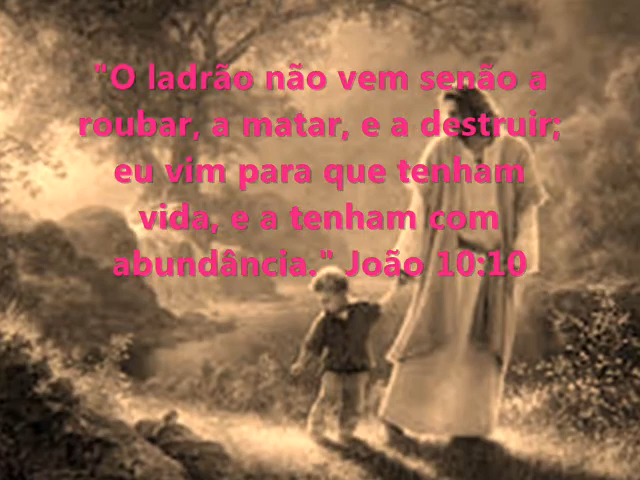 "O ladrão não vem senão a
roubar, a matar, e a destruir;
eu vim para que tenham
vida, e a tenham com
abundância." João 10:10